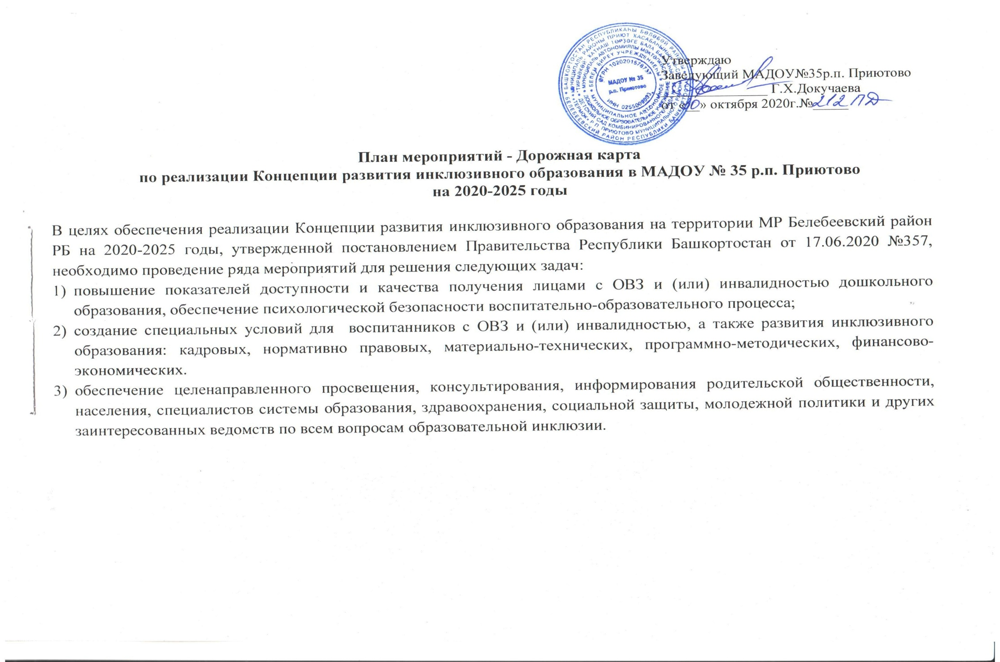 Утверждаю
Заведующий МАДОУ№35р.п. Приютово
Г.Х.Докучаева
от «30» октября 2020г.№212 ПД
ОГРН 1020201578737
МАДОУ № 35
р.п. Приютово
ИНН 0255009803
План мероприятий - Дорожная карта
по реализации Концепции развития инклюзивного образования в МАДОУ № 35 р.п. Приютово
на 2020-2025 годы
В целях обеспечения реализации Концепции развития инклюзивного образования на территории МР Белебеевский район
РБ на 2020-2025 годы, утвержденной постановлением Правительства Республики Башкортостан от 17.06.2020 №357,
необходимо проведение ряда мероприятий для решения следующих задач:
1) повышение показателей доступности и качества получения лицами с ОВЗ и (или) инвалидностью дошкольного
образования, обеспечение психологической безопасности воспитательно-образовательного процесса;
2) создание специальных условий для воспитанников с ОВЗ и (или) инвалидностью, а также развития инклюзивного
образования: кадровых, нормативно правовых, материально-технических, программно-методических, финансово-
экономических.
3) обеспечение целенаправленного просвещения, консультирования, информирования родительской общественности,
населения, специалистов системы образования, здравоохранения, социальной защиты, молодежной политики и других
заинтересованных ведомств по всем вопросам образовательной инклюзии.